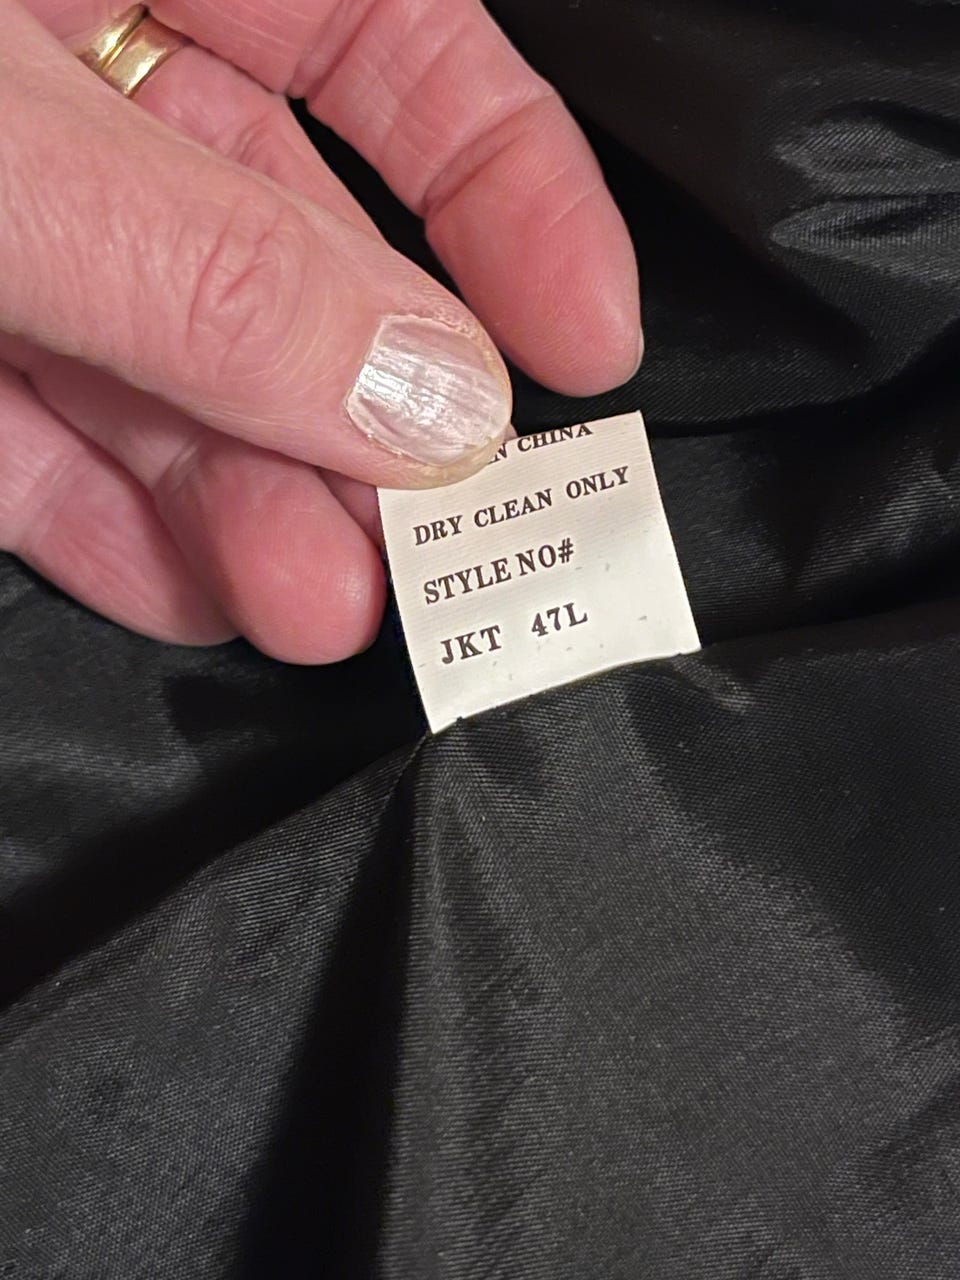 CHINA
DRY CLEAN ONLY
STYLE NO#
JKT 47L